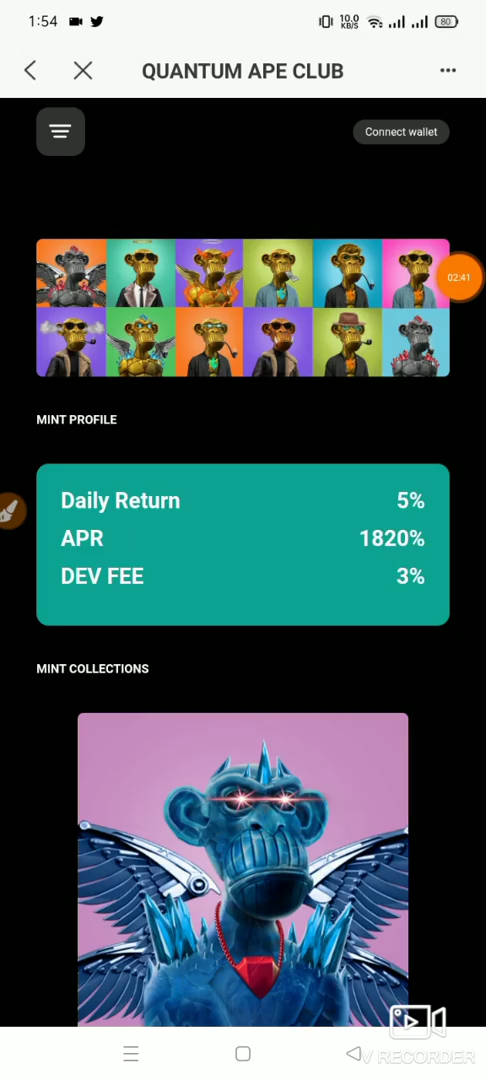 1:54
10.0
KB/S
80
QUANTUM APE CLUB
Connect wallet
02:41
MINT PROFILE
Daily Return 5%
APR 1820%
DEV FEE 3%
MINT COLLECTIONS
V RECORDER